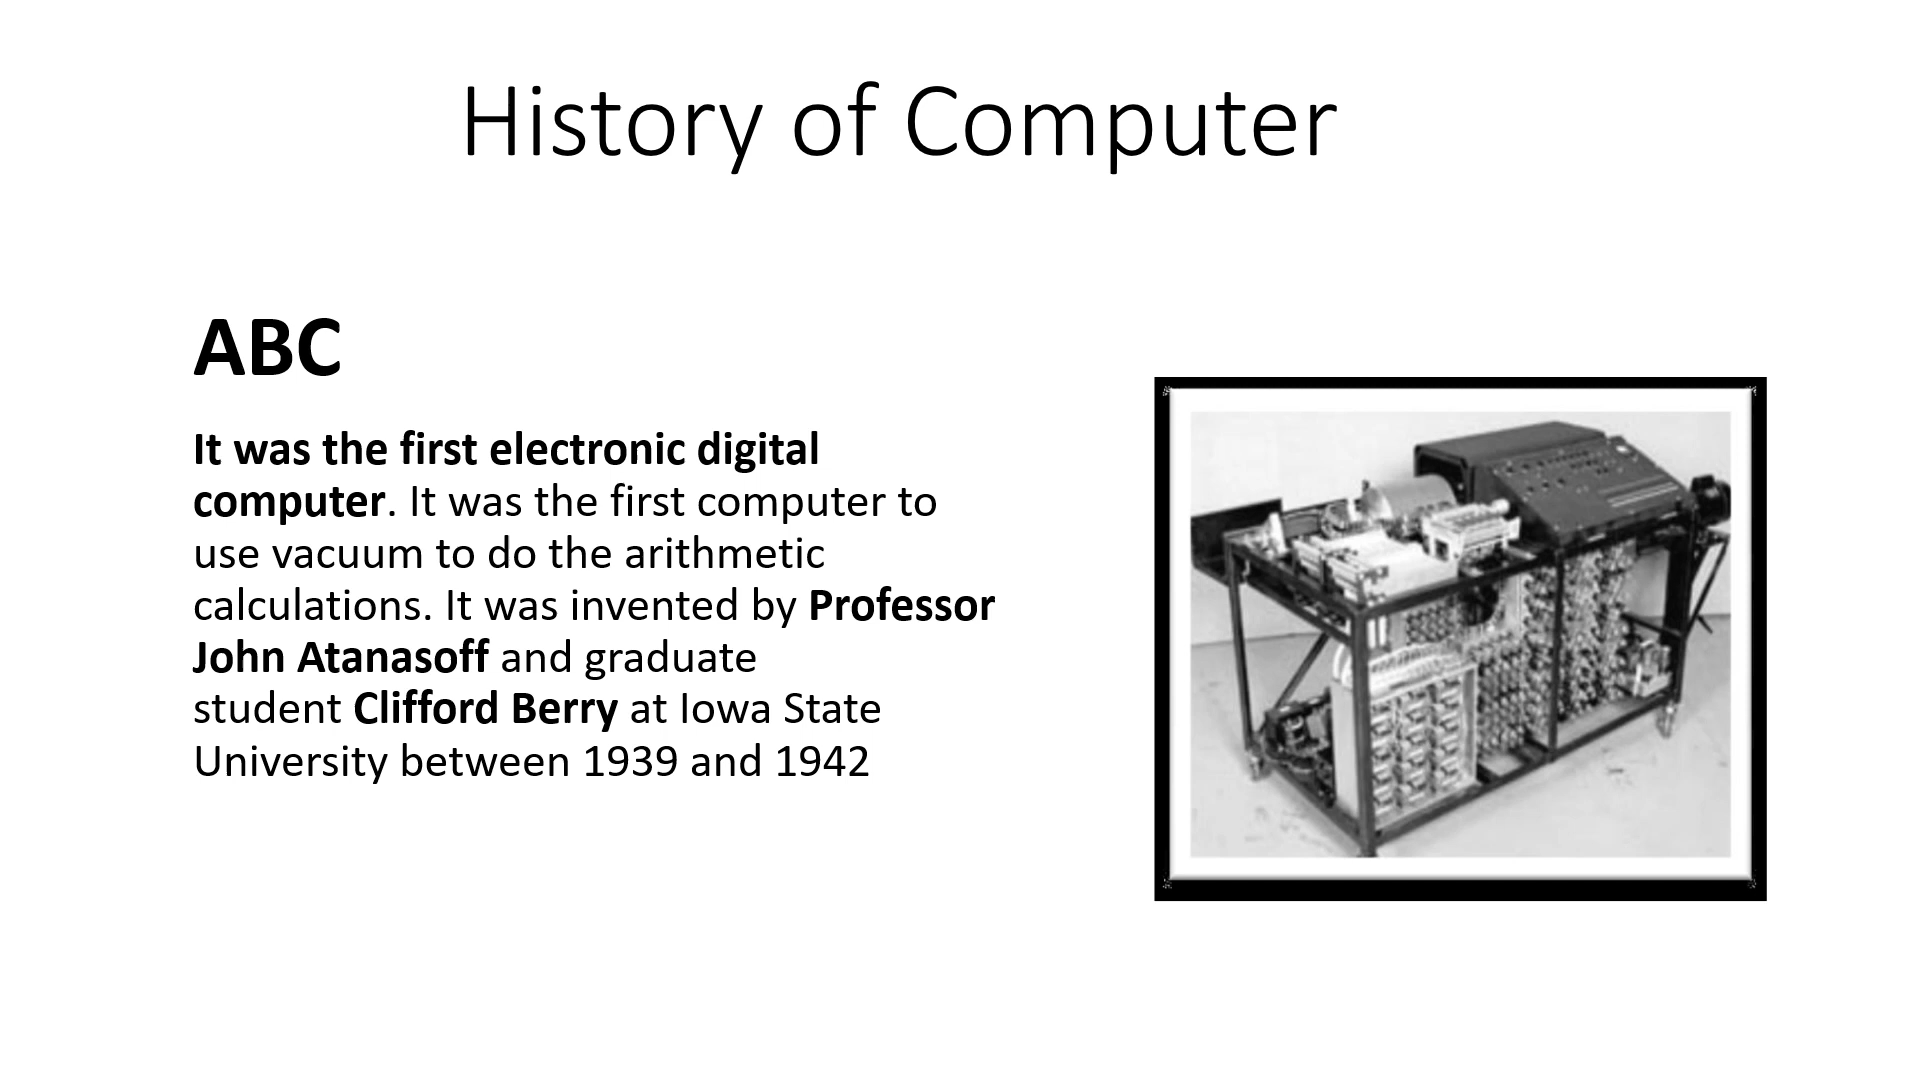 History of Computer
ABC
It was the first electronic digital
computer. It was the first computer to
use vacuum to do the arithmetic
calculations. It was invented by Professor
John Atanasoff and graduate
student Clifford Berry at Iowa State
University between 1939 and 1942